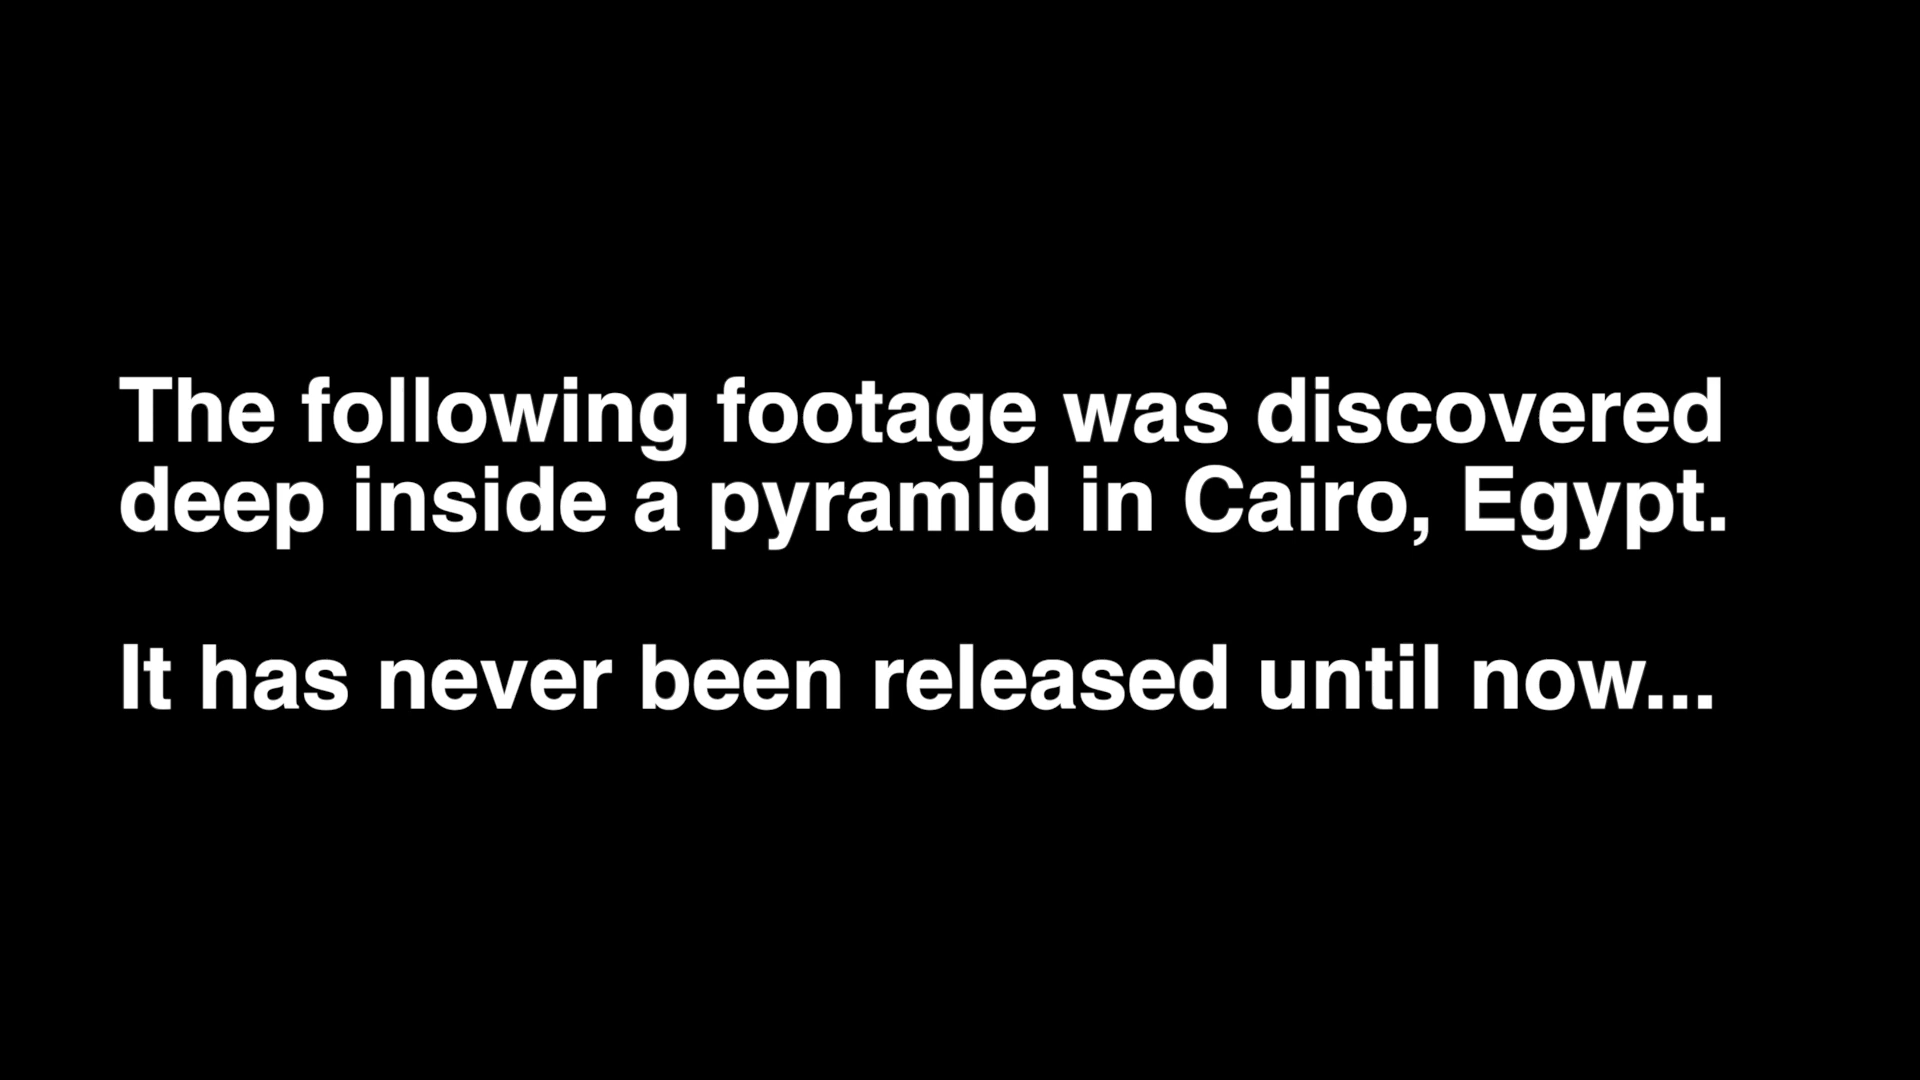 The following footage was discovered
deep inside a pyramid in Cairo, Egypt.
It has never been released until now...